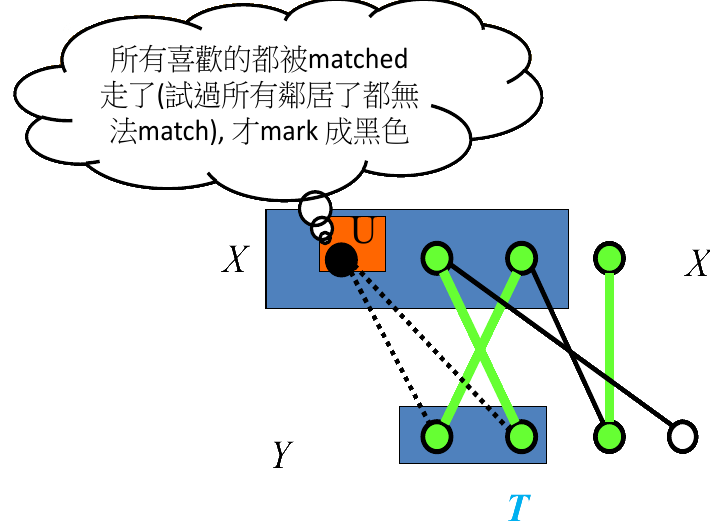 所有喜歡的都被matched
走了(試過所有鄰居了都無
法match), 才mark 成黑色
U
X
X
Y
T